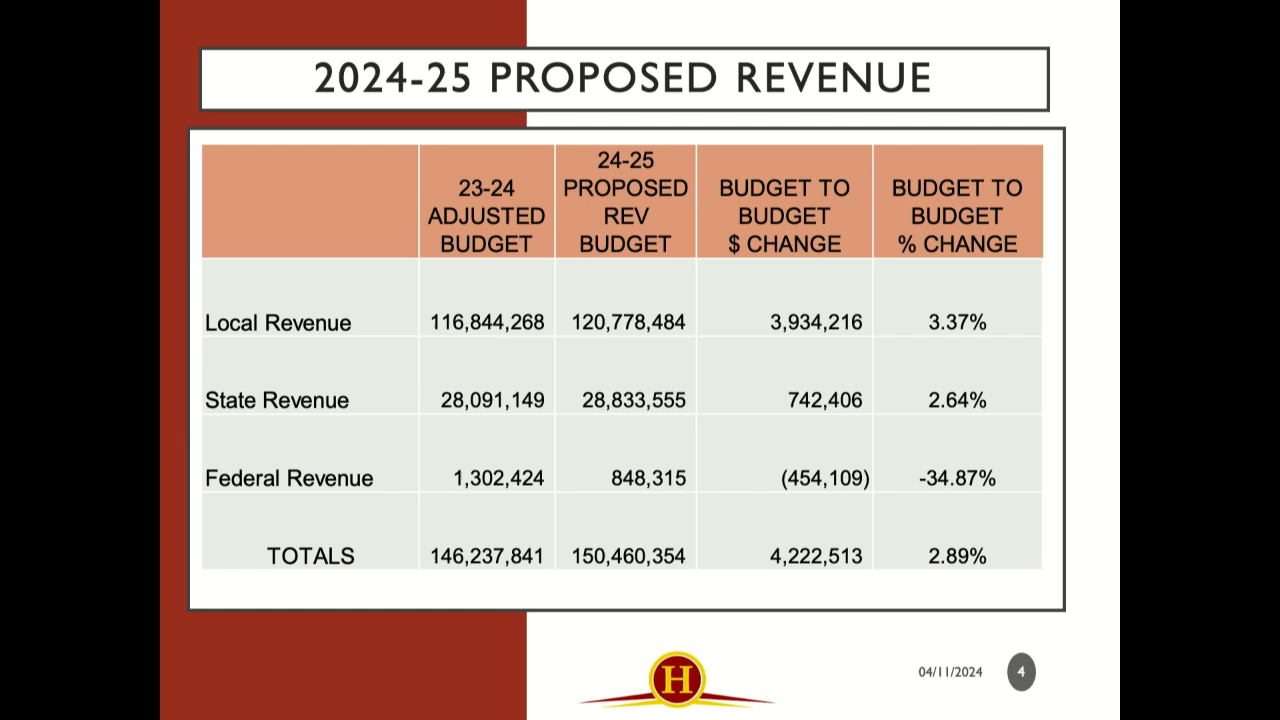 2024-25 PROPOSED REVENUE
24-25
23-24 PROPOSED BUDGET TO BUDGET TO
ADJUSTED REV BUDGET BUDGET
BUDGET BUDGET $ CHANGE % CHANGE
Local Revenue 116,844,268 120,778,484 3,934,216 3.37%
State Revenue 28,091,149 28,833,555 742,406 2.64%
Federal Revenue 1,302,424 848,315 (454,109) -34.87%
TOTALS 146,237,841 150,460,354 4,222,513 2.89%
H
04/11/2024 4